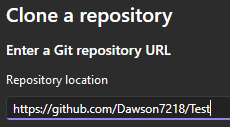 Clone a repository
Enter a Git repository URL
Repository location
https://github.com/Dawson7218/Test